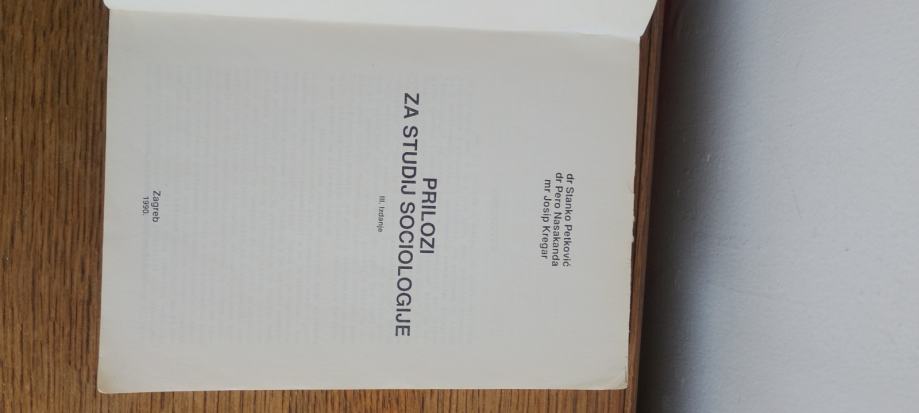 dr Stanko Petković
dr Pero Nasakanda
mr Josip Kregar
PRILOZI
ZA STUDIJ SOCIOLOGIJE
III. Izdanje
Zagreb
1990.